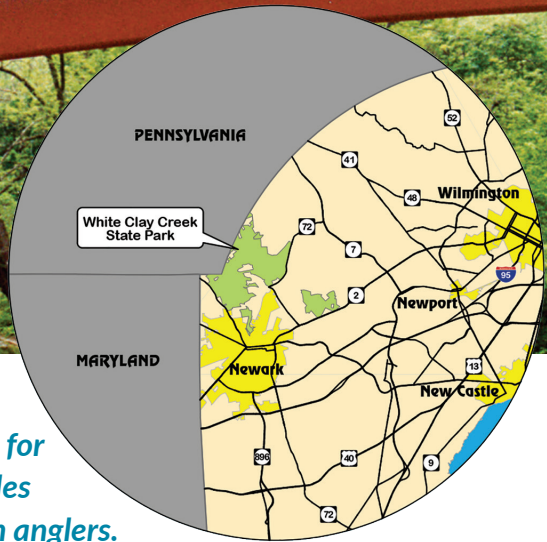 PENNSYLVANIA
52
41
Wilmington
48
White Clay Creek
State Park
72
7
95
2
Newport
MARYLAND
Newark
13
New Castle
for
les
896
40
9
n anglers.
72